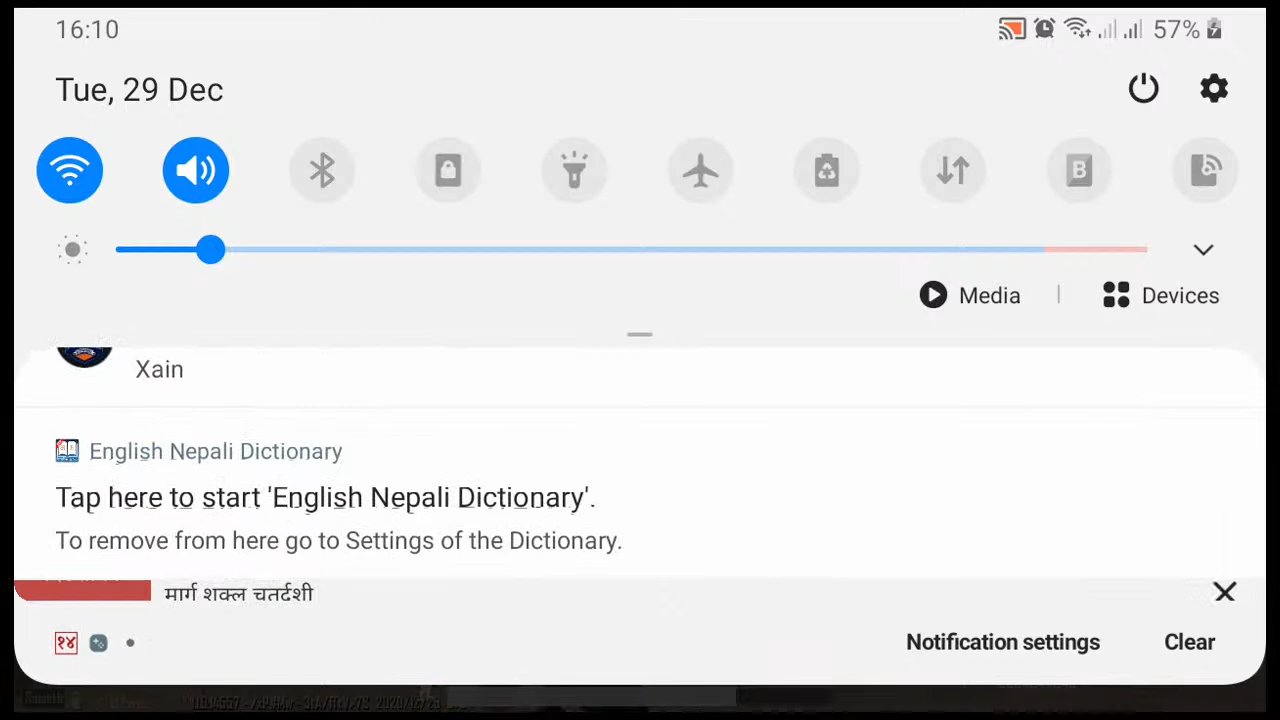 16:10
57%
Tue, 29 Dec
B
Media
Devices
Xain
English Nepali Dictionary
Tap here to start 'English Nepali Dictionary'.
To remove from here go to Settings of the Dictionary.
मार्ग शुक्ल चतुर्दशी
१४
Notification settings
Clear